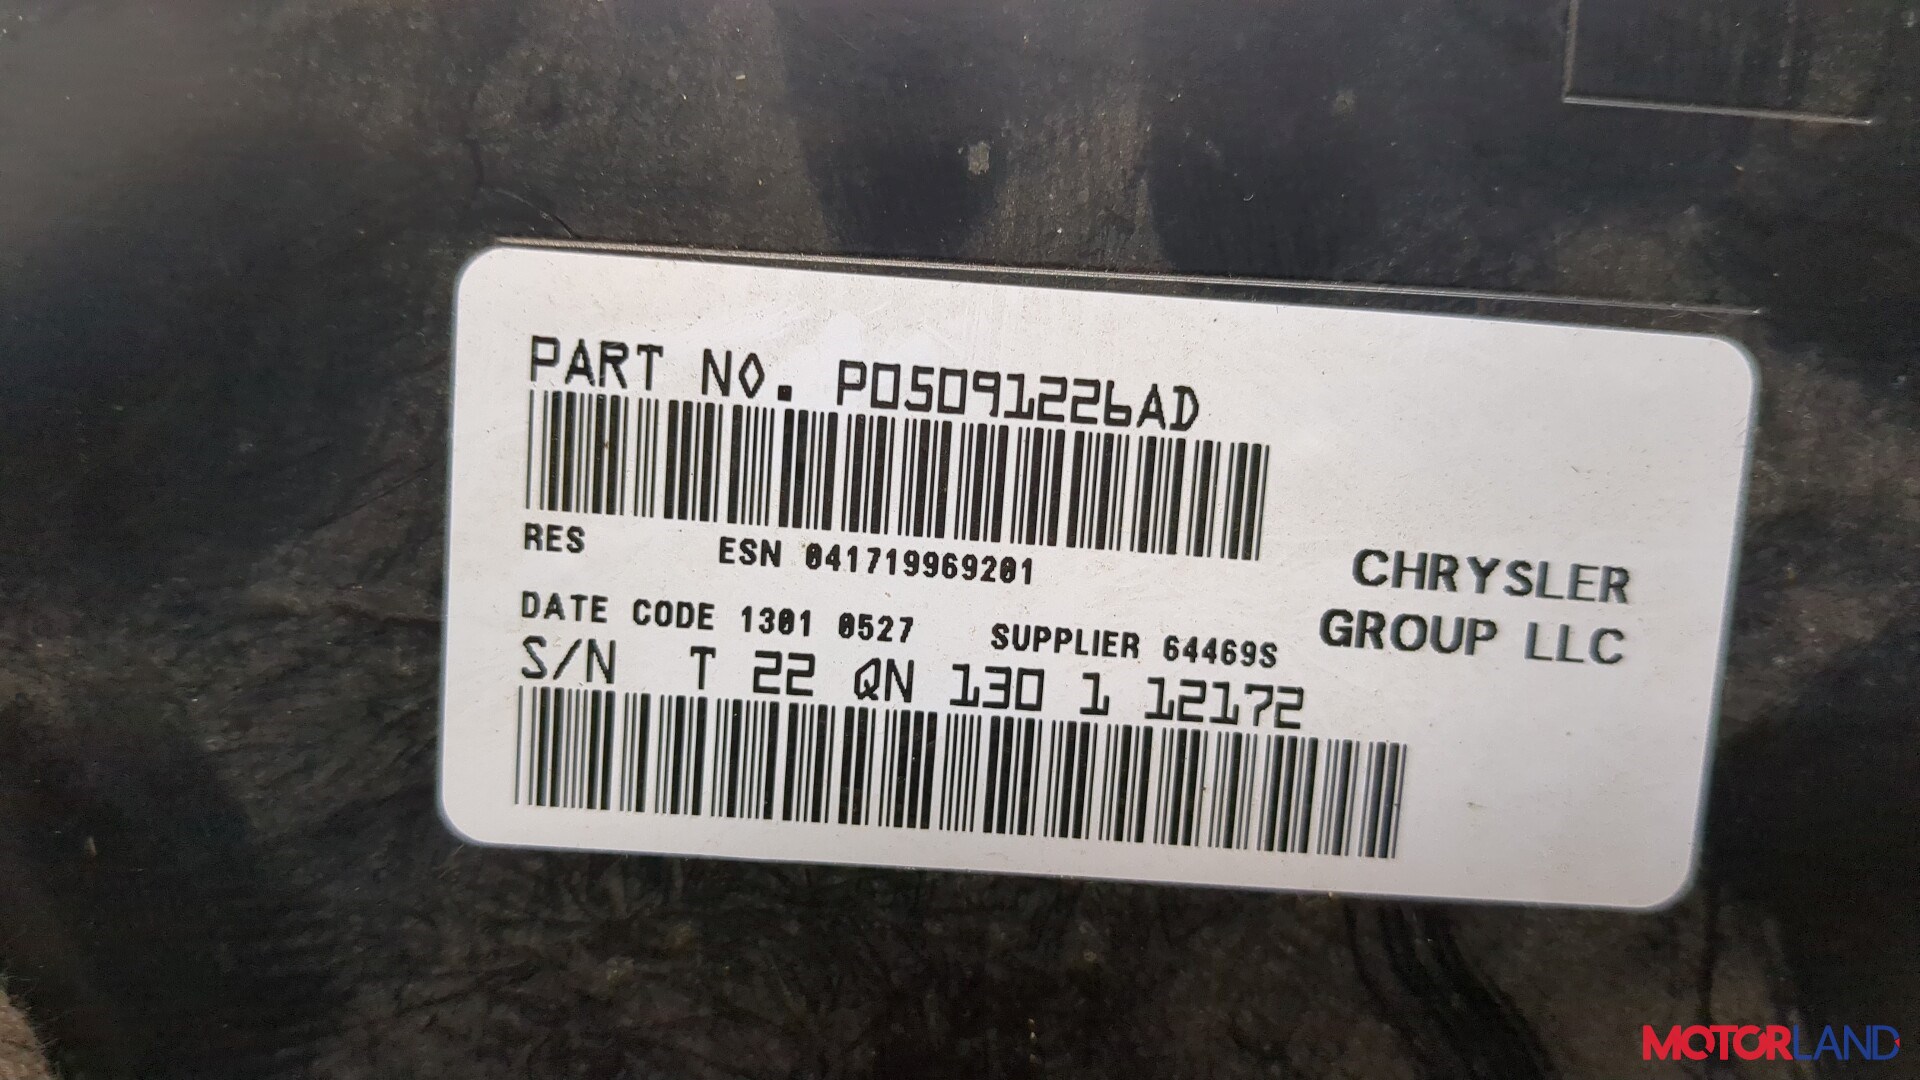 PART NO. P05091226AD
RES ESN 041719969201
DATE CODE 1301 0527 SUPPLIER 64469S
S/N T 22 QN 130 1 12172
CHRYSLER
GROUP LLC
MOTORLAND